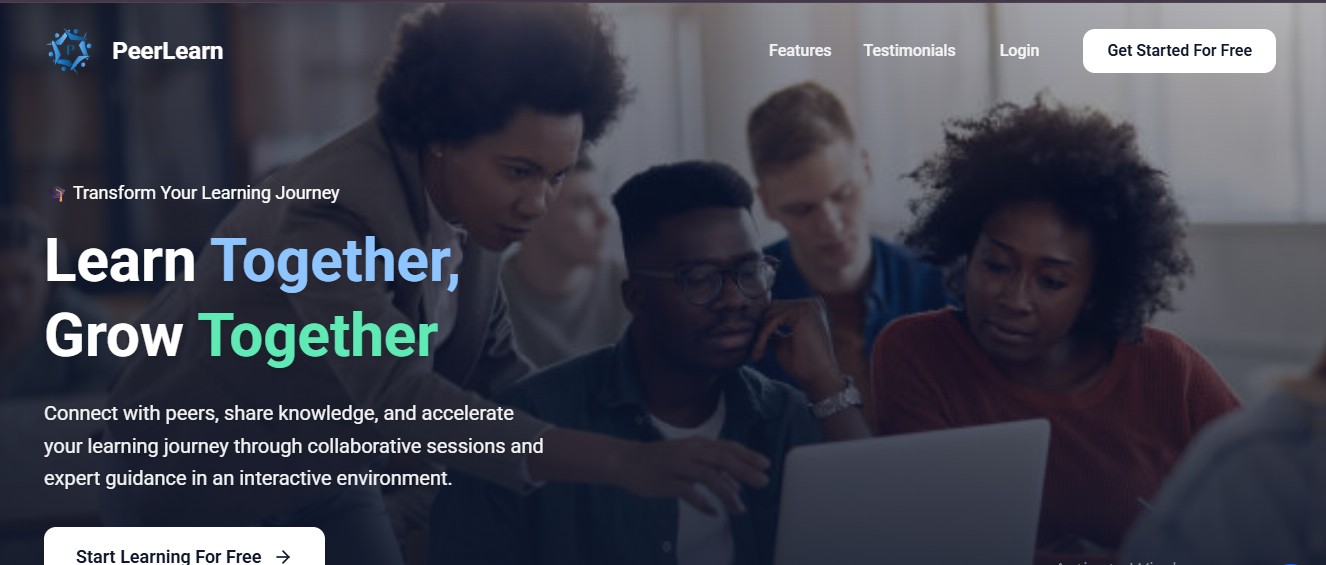 PeerLearn
Features
Testimonials
Login
Get Started For Free
Transform Your Learning Journey
Learn Together,
Grow Together
Connect with peers, share knowledge, and accelerate
your learning journey through collaborative sessions and
expert guidance in an interactive environment.
Start Learning For Free